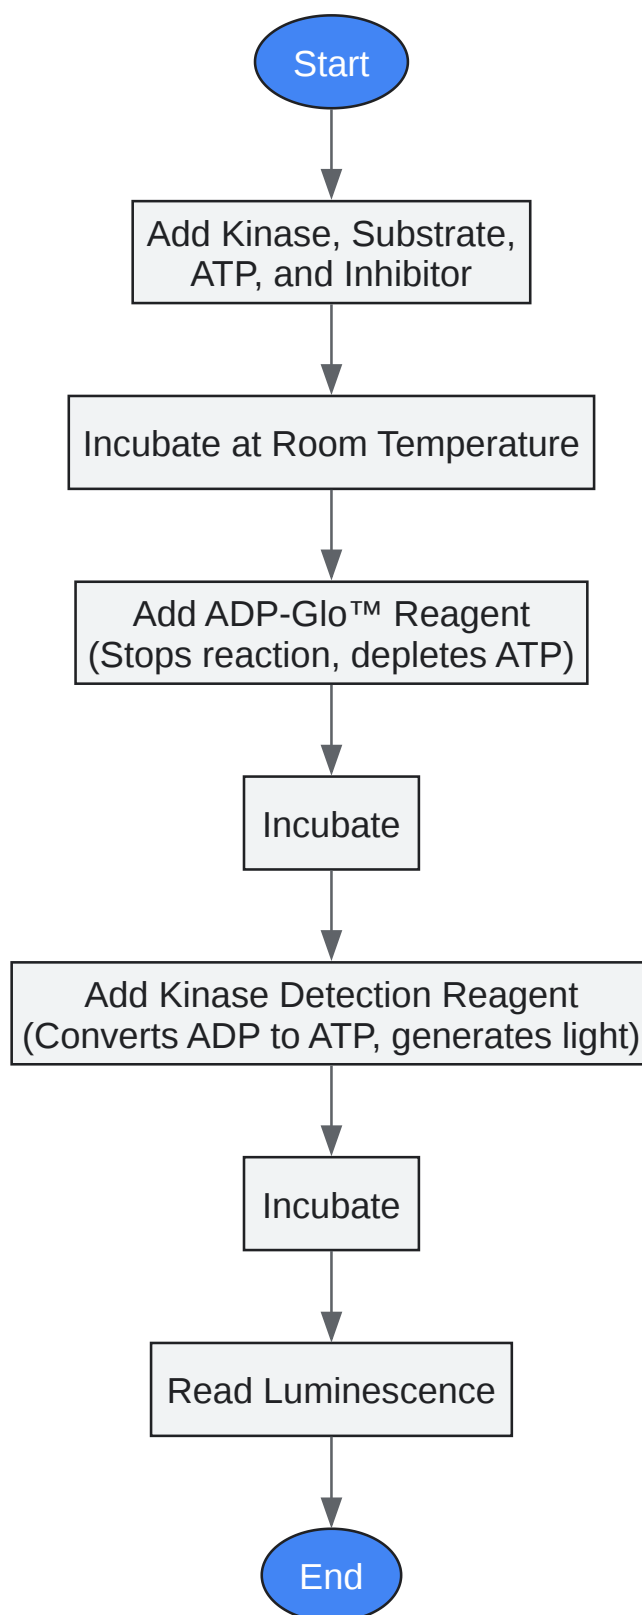 Start
Add Kinase, Substrate,
ATP, and Inhibitor
Incubate at Room Temperature
Add ADP-Glo™ Reagent
(Stops reaction, depletes ATP)
Incubate
Add Kinase Detection Reagent
(Converts ADP to ATP, generates light)
Incubate
Read Luminescence
End